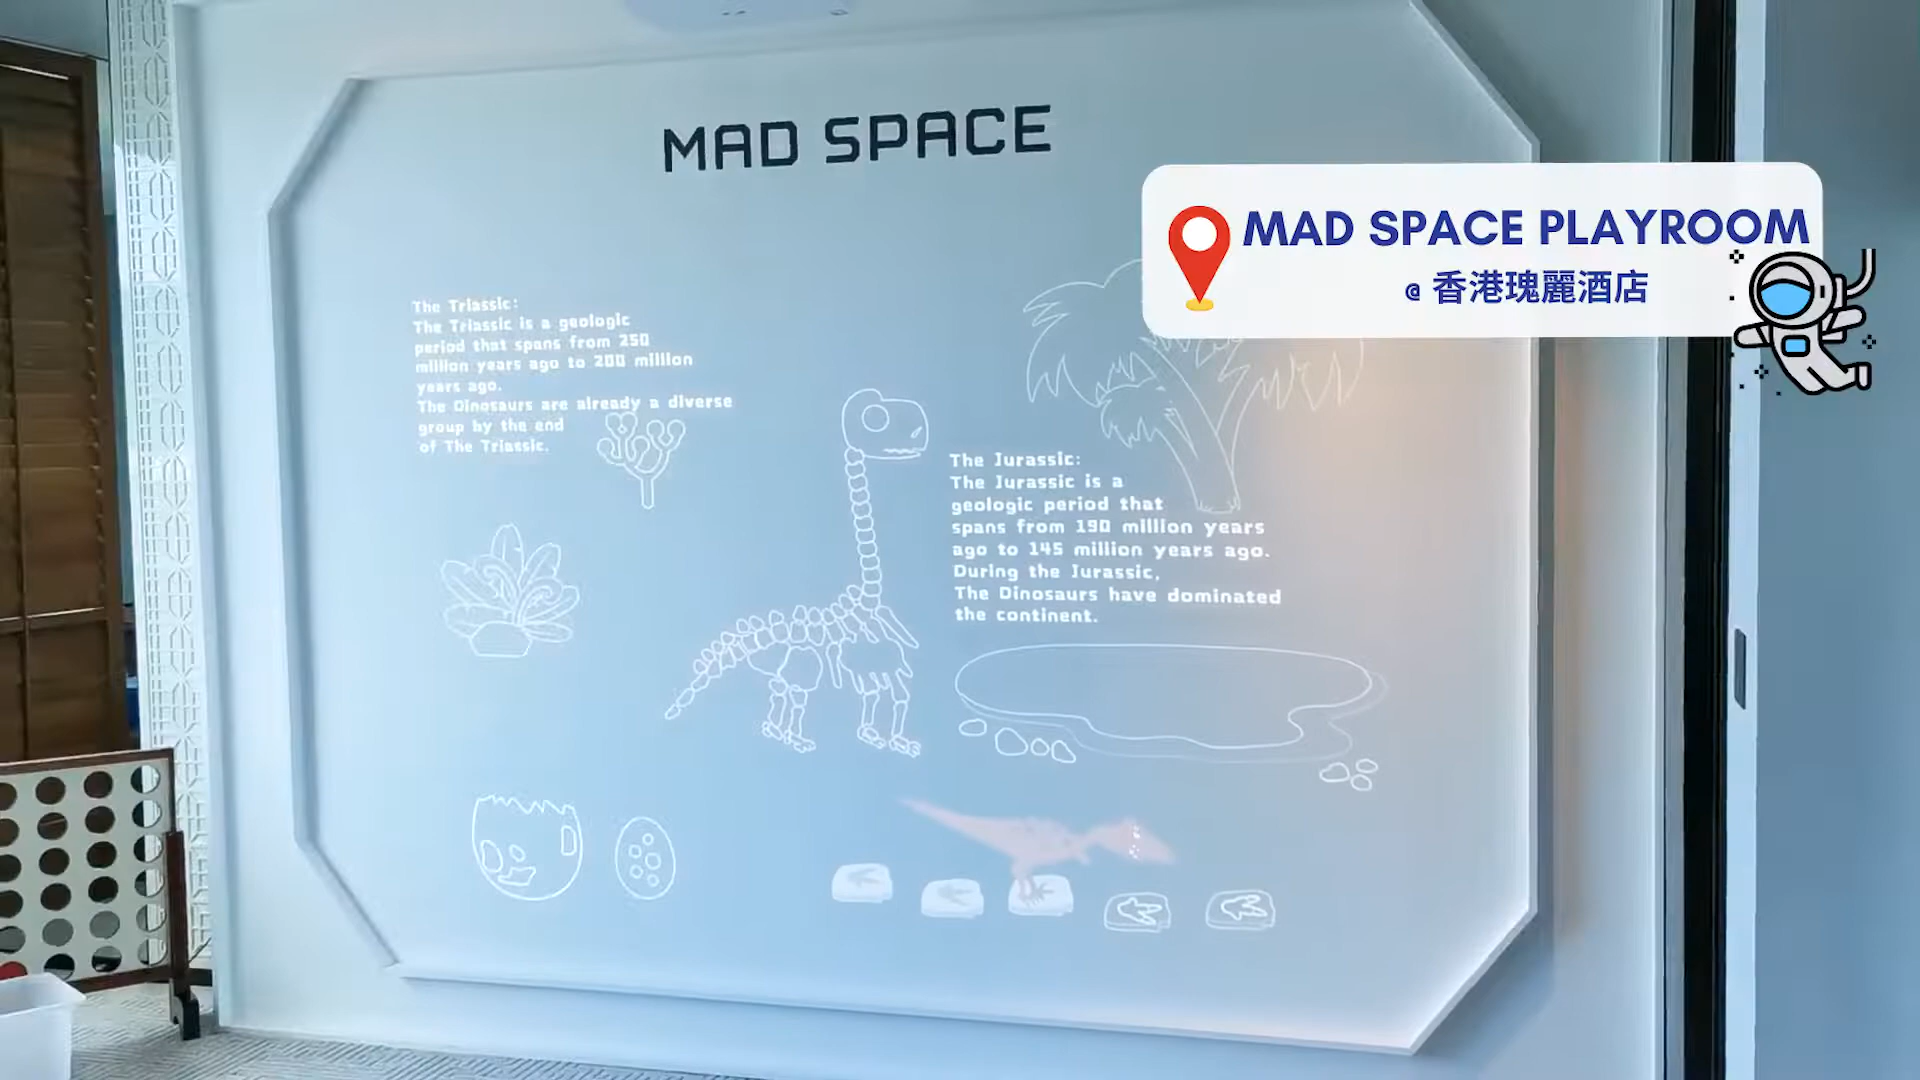 MAD SPACE
MAD SPACE PLAYROOM
@ 香港瑰麗酒店
The Triassic:
The Triassic is a geologic
period that spans from 250
million years ago to 200 million
years ago.
The Dinosaurs are already a diverse
group by the end
of The Triassic.
The Jurassic:
The Jurassic is a
geologic period that
spans from 190 million years
ago to 145 million years ago.
During the Jurassic,
The Dinosaurs have dominated
the continent.